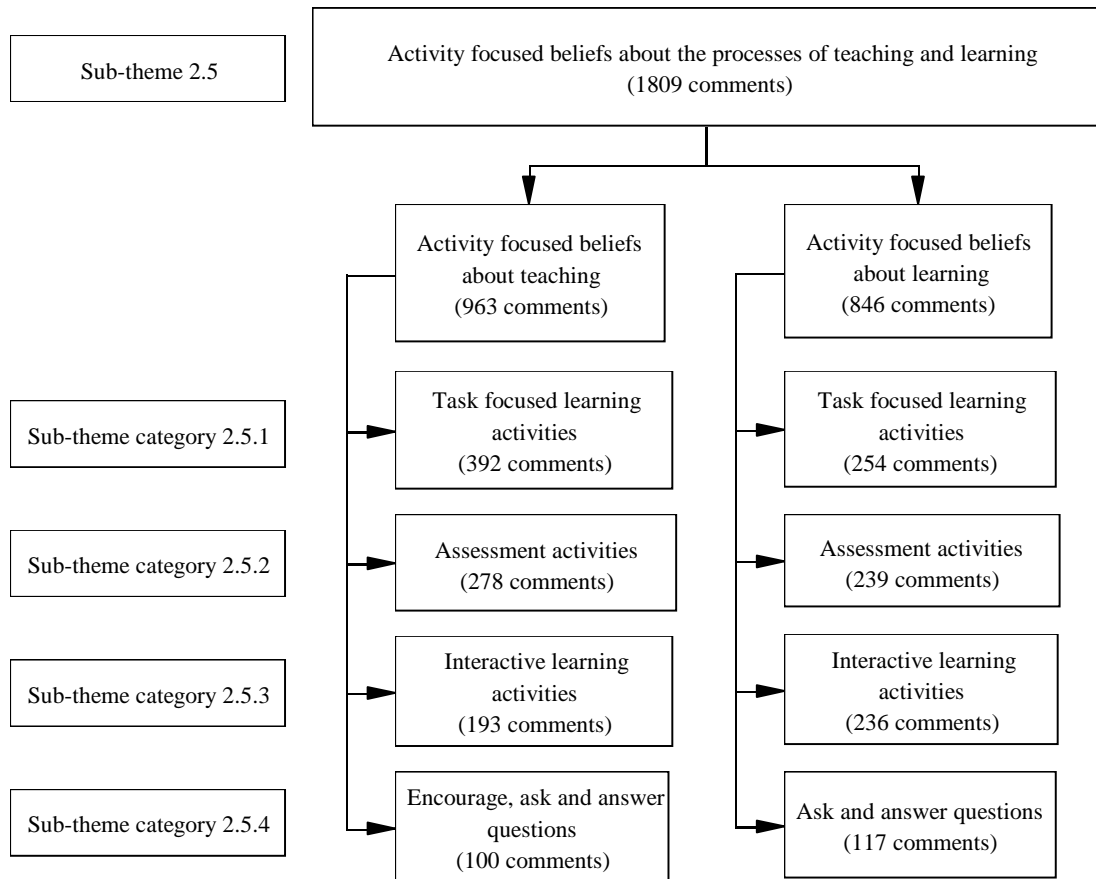 Sub-theme 2.5
Activity focused beliefs about the processes of teaching and learning
(1809 comments)
Activity focused beliefs
about teaching
(963 comments)
Activity focused beliefs
about learning
(846 comments)
Sub-theme category 2.5.1
Task focused learning
activities
(392 comments)
Task focused learning
activities
(254 comments)
Sub-theme category 2.5.2
Assessment activities
(278 comments)
Assessment activities
(239 comments)
Sub-theme category 2.5.3
Interactive learning
activities
(193 comments)
Interactive learning
activities
(236 comments)
Sub-theme category 2.5.4
Encourage, ask and answer
questions
(100 comments)
Ask and answer questions
(117 comments)